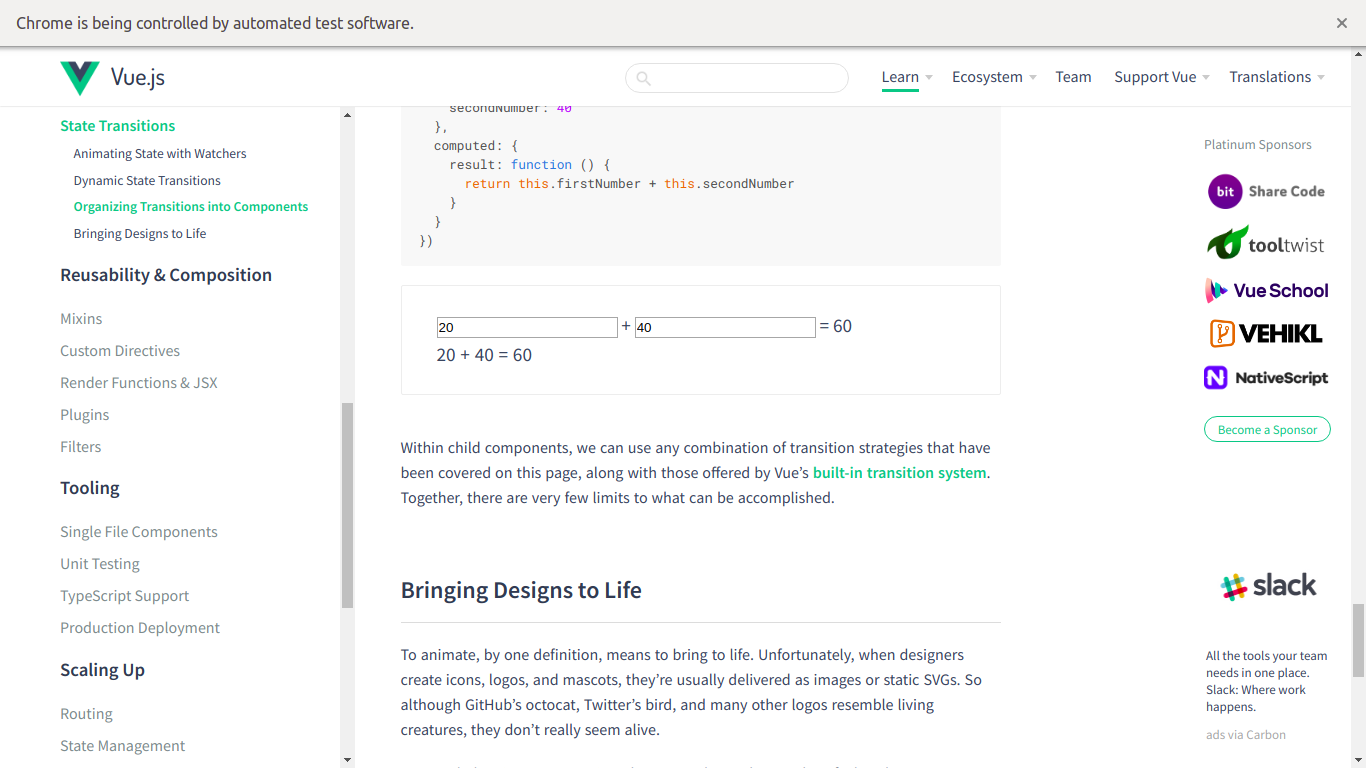 Chrome is being controlled by automated test software.
Vue.js
Learn
Ecosystem
Team
Support Vue
Translations
State Transitions
Animating State with Watchers
Dynamic State Transitions
Organizing Transitions into Components
Bringing Designs to Life
Reusability & Composition
Mixins
Custom Directives
Render Functions & JSX
Plugins
Filters
Tooling
Single File Components
Unit Testing
TypeScript Support
Production Deployment
Scaling Up
Routing
State Management
secondNumber: 40
},
computed: {
result: function () {
return this.firstNumber + this.secondNumber
}
}
})
20 + 40 = 60
20 + 40 = 60
Within child components, we can use any combination of transition strategies that have
been covered on this page, along with those offered by Vue’s built-in transition system.
Together, there are very few limits to what can be accomplished.
Bringing Designs to Life
To animate, by one definition, means to bring to life. Unfortunately, when designers
create icons, logos, and mascots, they’re usually delivered as images or static SVGs. So
although GitHub’s octocat, Twitter’s bird, and many other logos resemble living
creatures, they don’t really seem alive.
Platinum Sponsors
bit Share Code
tooltwist
Vue School
VEHIKL
NativeScript
Become a Sponsor
slack
All the tools your team
needs in one place.
Slack: Where work
happens.
ads via Carbon